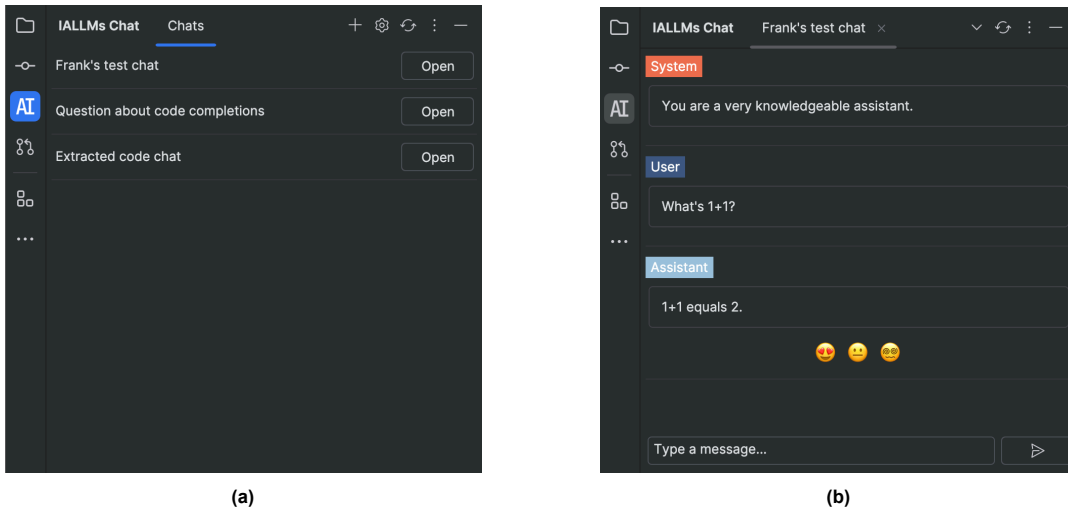 IALLMs Chat Chats
Frank's test chat Open
AI
Question about code completions Open
Extracted code chat Open
(a)
IALLMs Chat Frank's test chat
System
AI
You are a very knowledgeable assistant.
User
What's 1+1?
Assistant
1+1 equals 2.
Type a message...
(b)